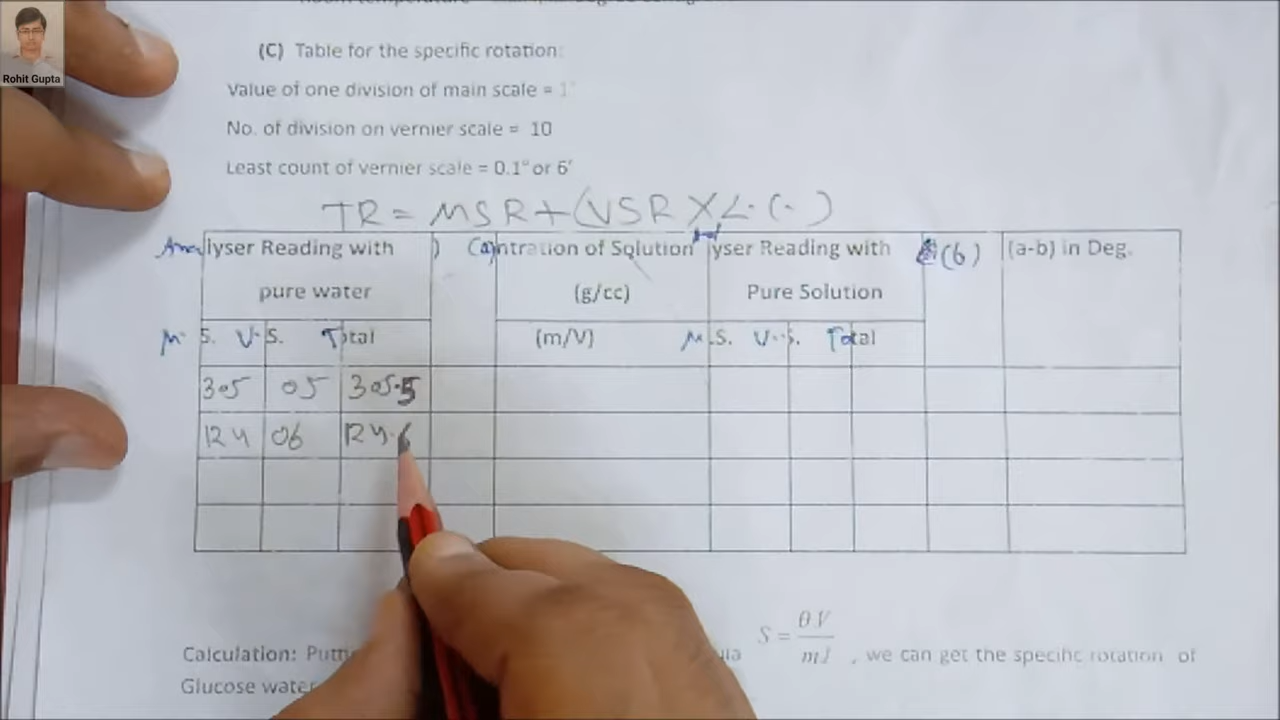 Rohit Gupta
(C) Table for the specific rotation:
Value of one division of main scale = 1°
No. of division on vernier scale = 10
Least count of vernier scale = 0.1° or 6'
TR = MSR + (VSR X L.C.)
Analyser Reading with pure water
(a)
ntration of Solution (g/cc)
lyser Reading with Pure Solution
(b)
(a-b) in Deg.
M.S. V.S. Total
(m/V)
M.S. V.S. Total
305 05 305.5
124 06 124.6
S = θV / ml
Calculation: Putti , we can get the specific rotation of
Glucose water